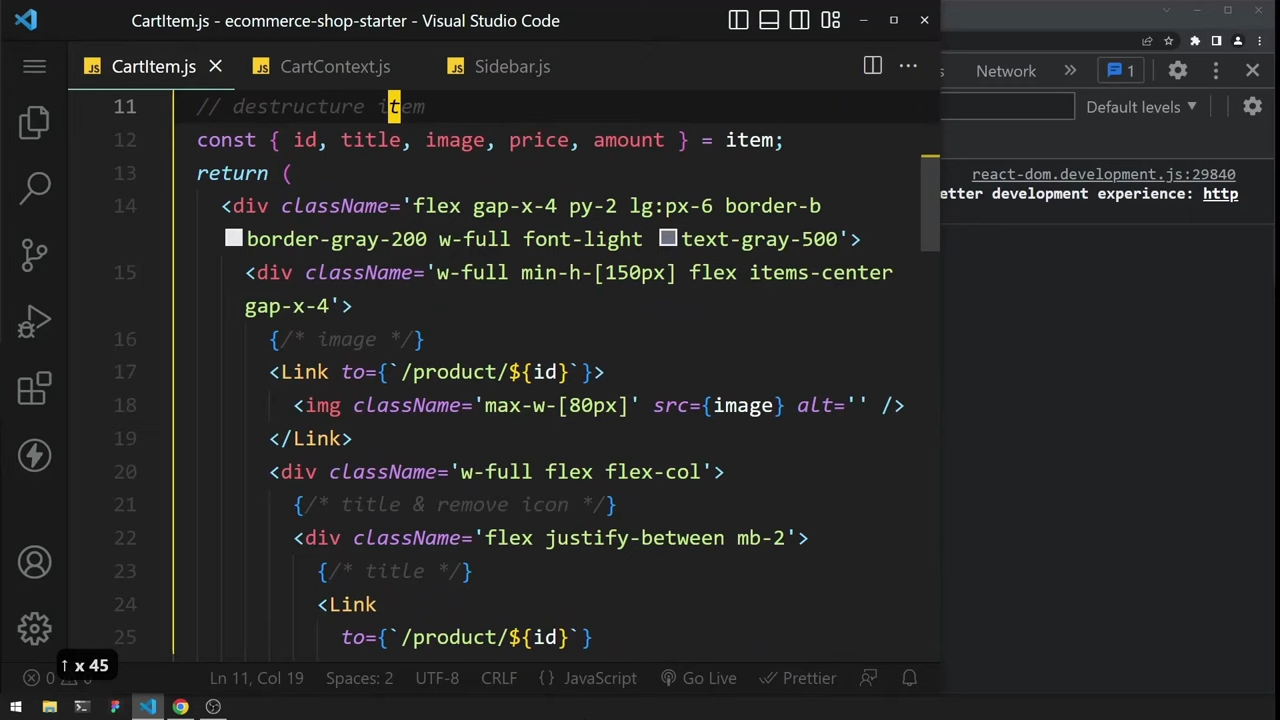 CartItem.js - ecommerce-shop-starter - Visual Studio Code
JS CartItem.js
JS CartContext.js
JS Sidebar.js
Network
1
Default levels
11 // destructure item
12 const { id, title, image, price, amount } = item;
13 return (
14 <div className='flex gap-x-4 py-2 lg:px-6 border-b
border-gray-200 w-full font-light text-gray-500'>
15 <div className='w-full min-h-[150px] flex items-center
gap-x-4'>
16 {/* image */}
17 <Link to={`/product/${id}`}>
18 <img className='max-w-[80px]' src={image} alt='' />
19 </Link>
20 <div className='w-full flex flex-col'>
21 {/* title & remove icon */}
22 <div className='flex justify-between mb-2'>
23 {/* title */}
24 <Link
25 to={`/product/${id}`}
react-dom.development.js:29840
etter development experience: http
↑ x 45
0
Ln 11, Col 19
Spaces: 2
UTF-8
CRLF
{} JavaScript
Go Live
Prettier